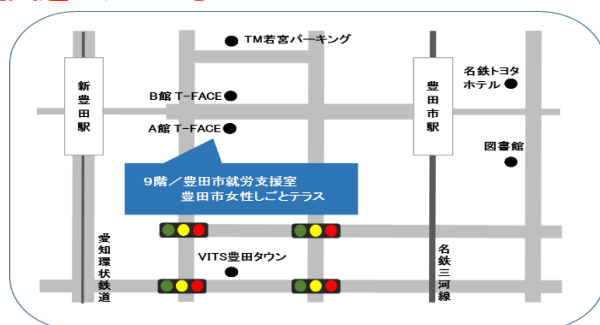 TM若宮パーキング
新豊田駅
B館 T-FACE
A館 T-FACE
豊田市駅
名鉄トヨタ
ホテル
図書館
9階／豊田市就労支援室
豊田市女性しごとテラス
愛知環状鉄道
VITS豊田タウン
名鉄三河線